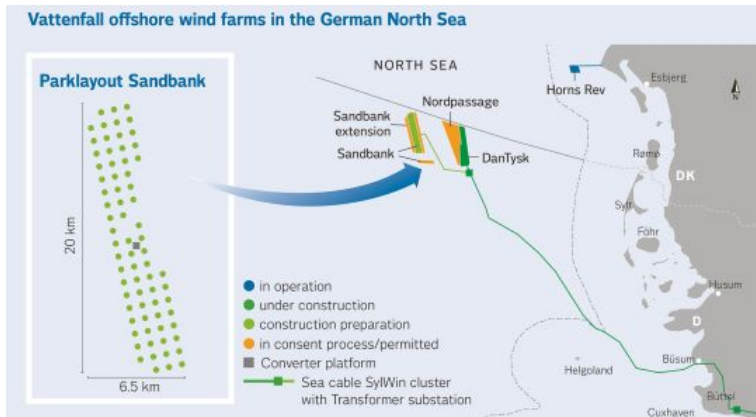 Vattenfall offshore wind farms in the German North Sea
Parklayout Sandbank
20 km
6.5 km
NORTH SEA
Horns Rev
Esbjerg
N
Nordpassage
Sandbank
extension
Sandbank
DanTysk
Rømø
DK
Sylt
Föhr
Husum
D
Büsum
Helgoland
Büttel
Cuxhaven
in operation
under construction
construction preparation
in consent process/permitted
Converter platform
Sea cable SylWin cluster
with Transformer substation